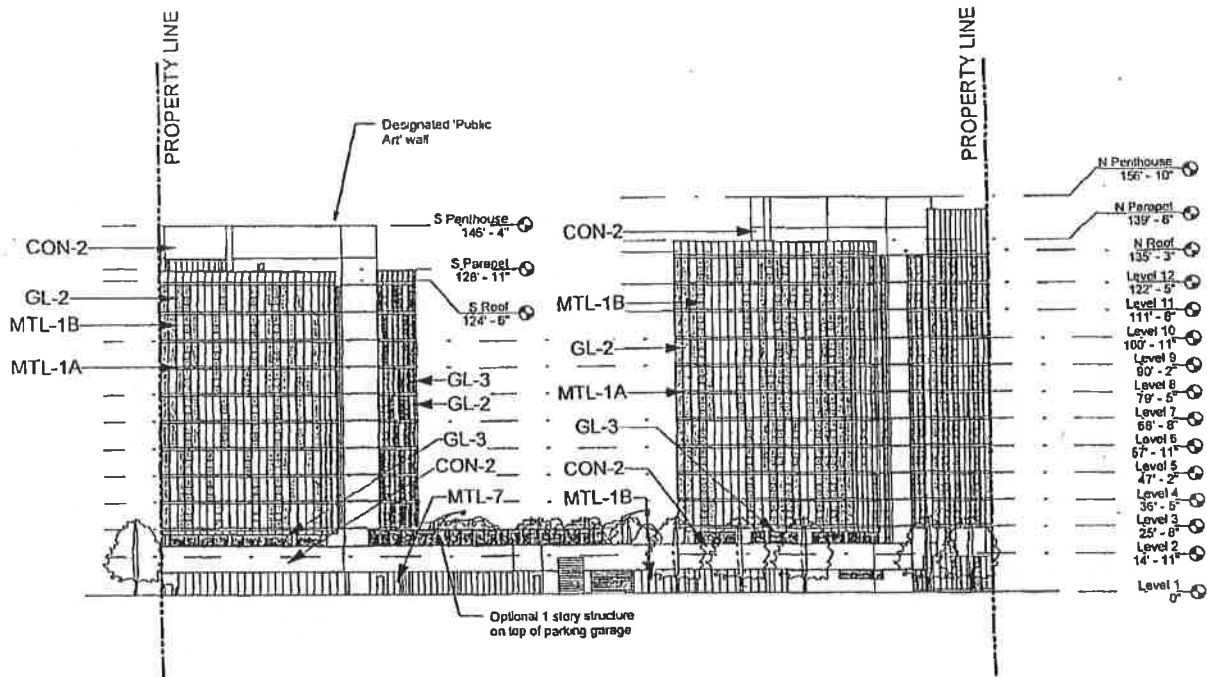 PROPERTY LINE
PROPERTY LINE
Designated 'Public
Art' wall
CON-2
GL-2
MTL-1B
MTL-1A
S Penthouse
146' - 4"
S Parapet
128' - 11"
S Roof
124' - 6"
GL-3
GL-2
GL-3
CON-2
MTL-7
CON-2
MTL-1B
GL-2
MTL-1A
GL-3
CON-2
MTL-1B
Optional 1 story structure
on top of parking garage
N Penthouse
156' - 10"
N Parapet
139' - 6"
N Roof
135' - 3"
Level 12
122' - 5"
Level 11
111' - 8"
Level 10
100' - 11"
Level 9
90' - 2"
Level 8
79' - 5"
Level 7
68' - 8"
Level 6
57' - 11"
Level 5
47' - 2"
Level 4
36' - 5"
Level 3
25' - 8"
Level 2
14' - 11"
Level 1
0"